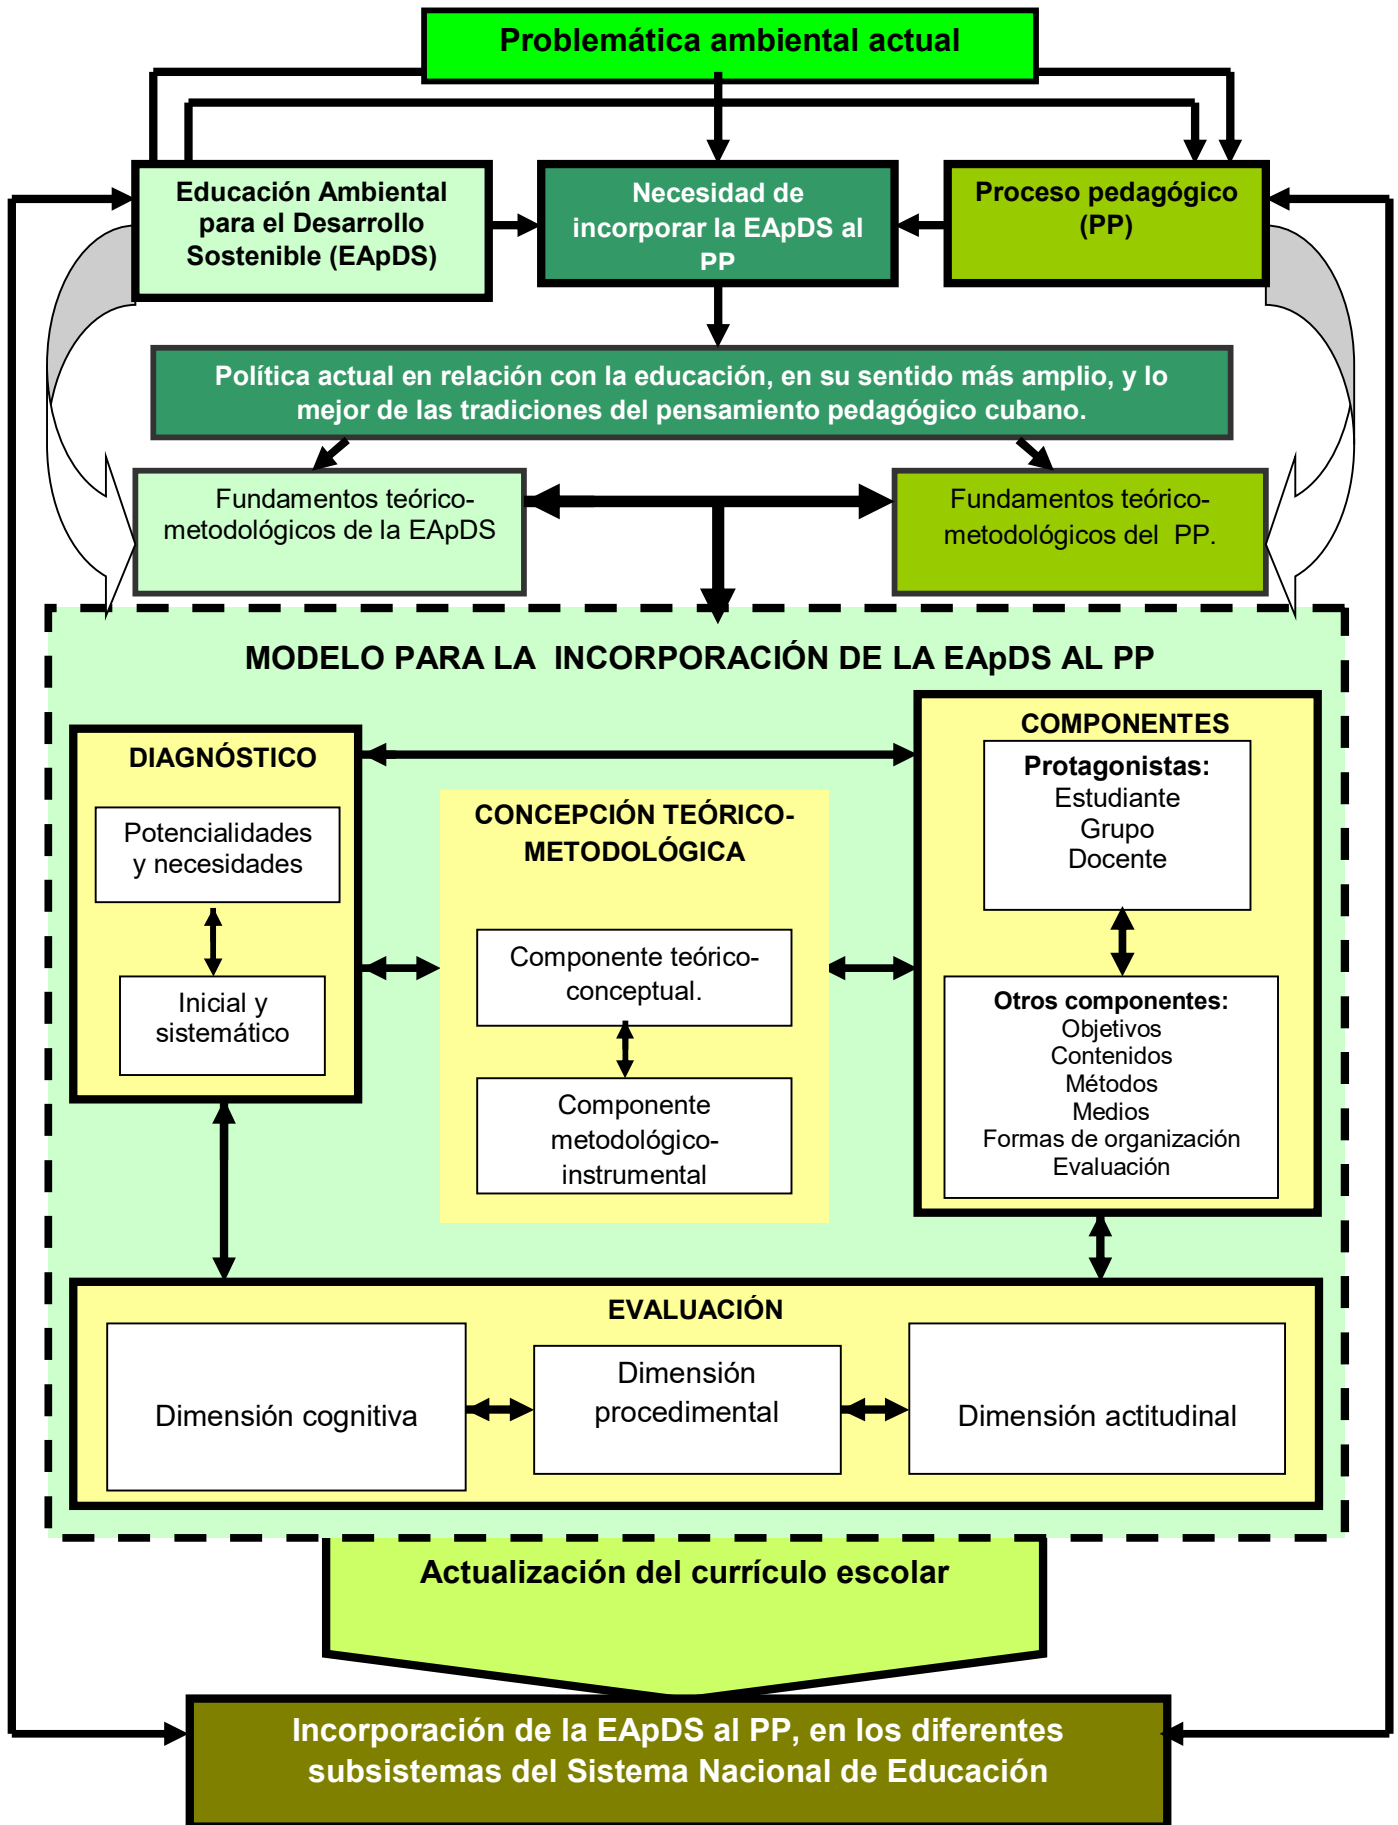 Problemática ambiental actual
Educación Ambiental
para el Desarrollo
Sostenible (EApDS)
Necesidad de
incorporar la EApDS al
PP
Proceso pedagógico
(PP)
Política actual en relación con la educación, en su sentido más amplio, y lo
mejor de las tradiciones del pensamiento pedagógico cubano.
Fundamentos teórico-
metodológicos de la EApDS
Fundamentos teórico-
metodológicos del PP.
MODELO PARA LA INCORPORACIÓN DE LA EApDS AL PP
DIAGNÓSTICO
Potencialidades
y necesidades
Inicial y
sistemático
CONCEPCIÓN TEÓRICO-
METODOLÓGICA
Componente teórico-
conceptual.
Componente
metodológico-
instrumental
COMPONENTES
Protagonistas:
Estudiante
Grupo
Docente
Otros componentes:
Objetivos
Contenidos
Métodos
Medios
Formas de organización
Evaluación
EVALUACIÓN
Dimensión cognitiva
Dimensión
procedimental
Dimensión actitudinal
Actualización del currículo escolar
Incorporación de la EApDS al PP, en los diferentes
subsistemas del Sistema Nacional de Educación